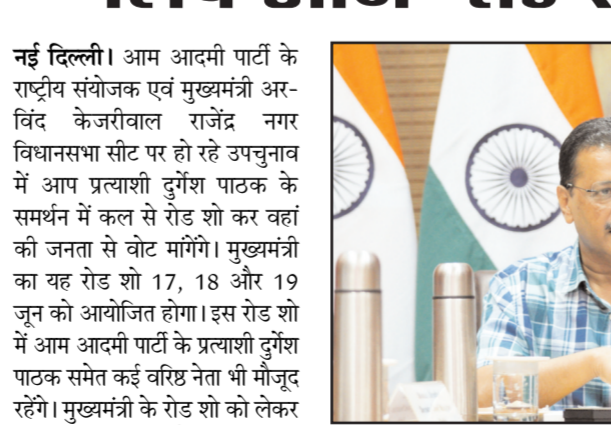 नई दिल्ली। आम आदमी पार्टी के
राष्ट्रीय संयोजक एवं मुख्यमंत्री अर-
विंद केजरीवाल राजेंद्र नगर
विधानसभा सीट पर हो रहे उपचुनाव
में आप प्रत्याशी दुर्गेश पाठक के
समर्थन में कल से रोड शो कर वहां
की जनता से वोट मांगेंगे। मुख्यमंत्री
का यह रोड शो 17, 18 और 19
जून को आयोजित होगा। इस रोड शो
में आम आदमी पार्टी के प्रत्याशी दुर्गेश
पाठक समेत कई वरिष्ठ नेता भी मौजूद
रहेंगे। मुख्यमंत्री के रोड शो को लेकर